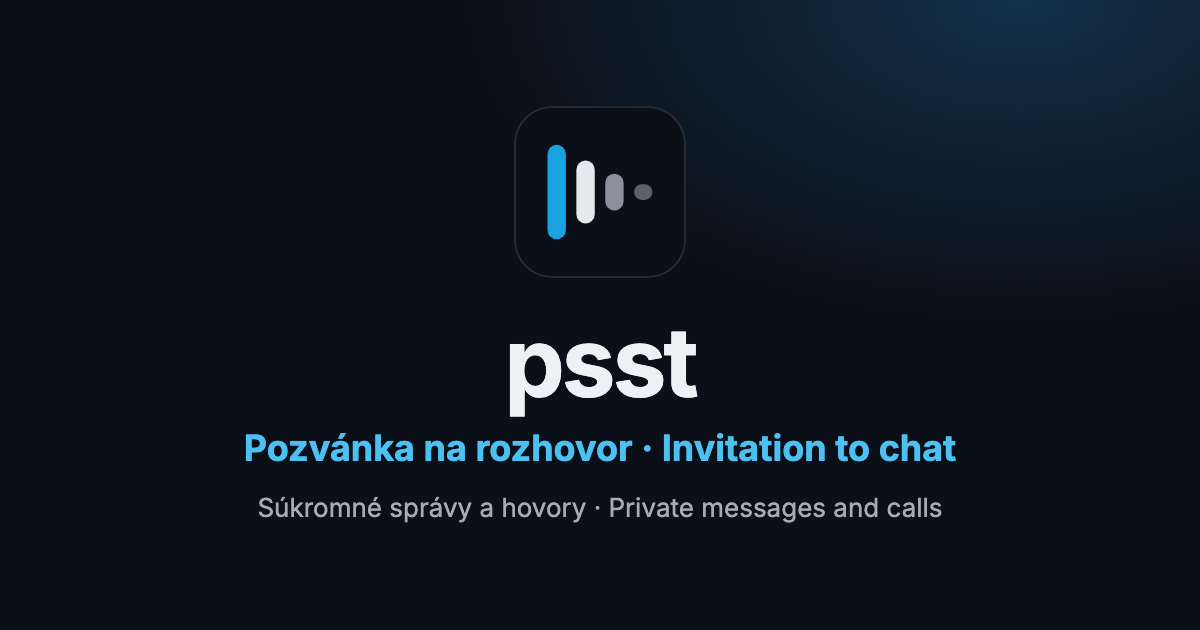 psst
Pozvánka na rozhovor · Invitation to chat
Súkromné správy a hovory · Private messages and calls